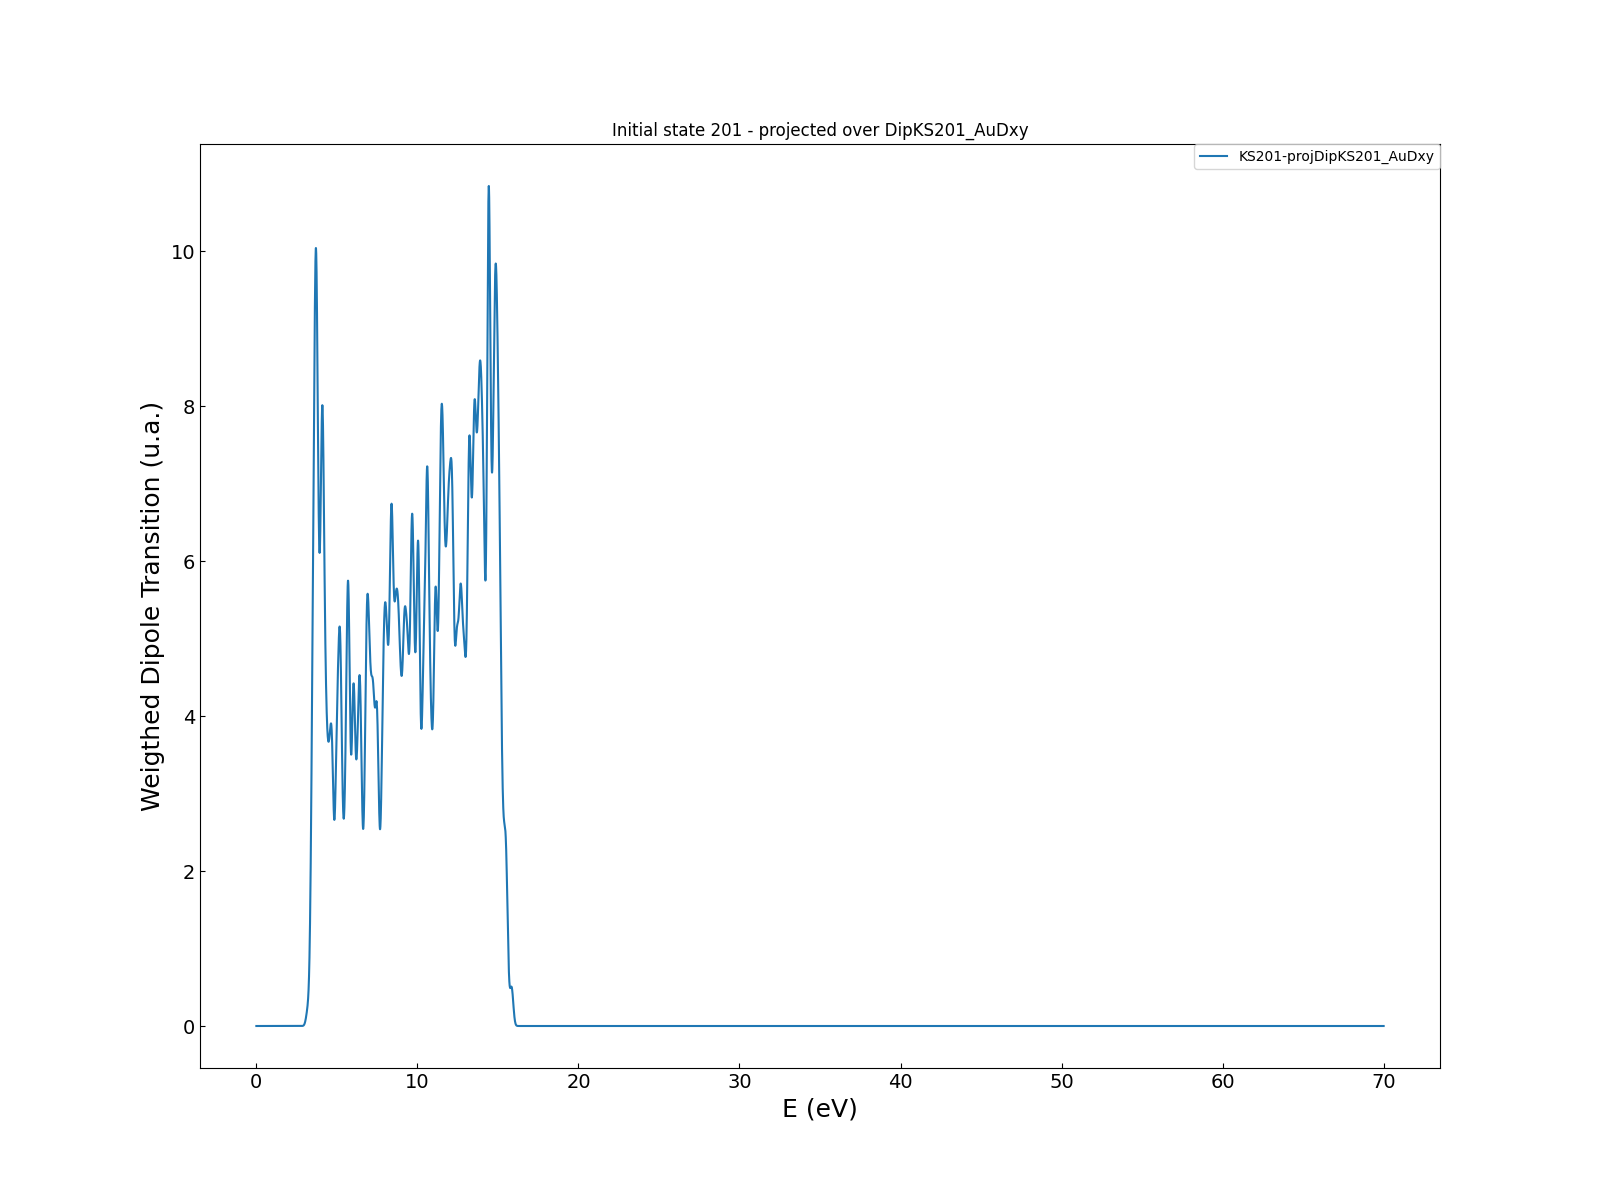 Initial state 201 - projected over DipKS201_AuDxy
KS201-projDipKS201_AuDxy
Weigthed Dipole Transition (u.a.)
10
8
6
4
2
0
0 10 20 30 40 50 60 70
E (eV)